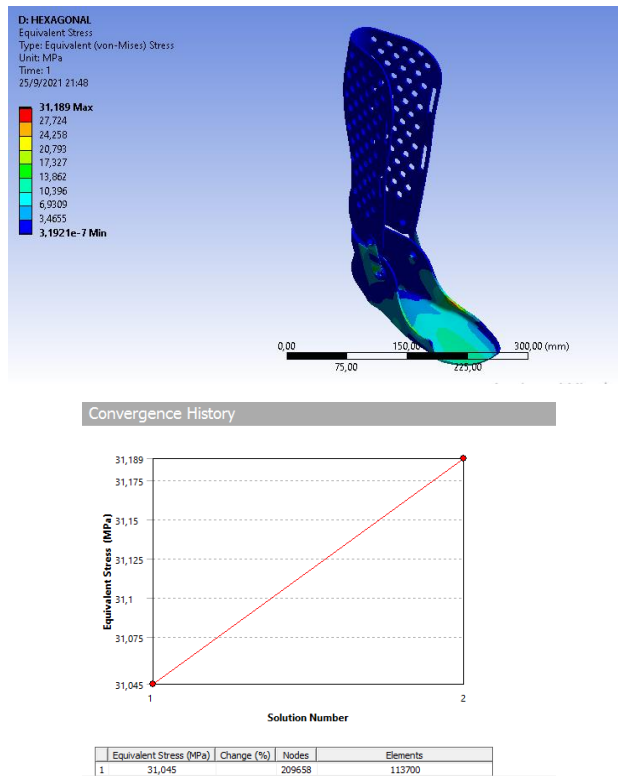 D: HEXAGONAL
Equivalent Stress
Type: Equivalent (von-Mises) Stress
Unit: MPa
Time: 1
25/9/2021 21:48
31,189 Max
27,724
24,258
20,793
17,327
13,862
10,396
6,9309
3,4655
3,1921e-7 Min
0,00 150,00 300,00 (mm)
75,00 225,00
Convergence History
31,189
31,175
31,15
31,125
31,1
31,075
31,045
Equivalent Stress (MPa)
1 2
Solution Number
Equivalent Stress (MPa) Change (%) Nodes Elements
1 31,045 209658 113700